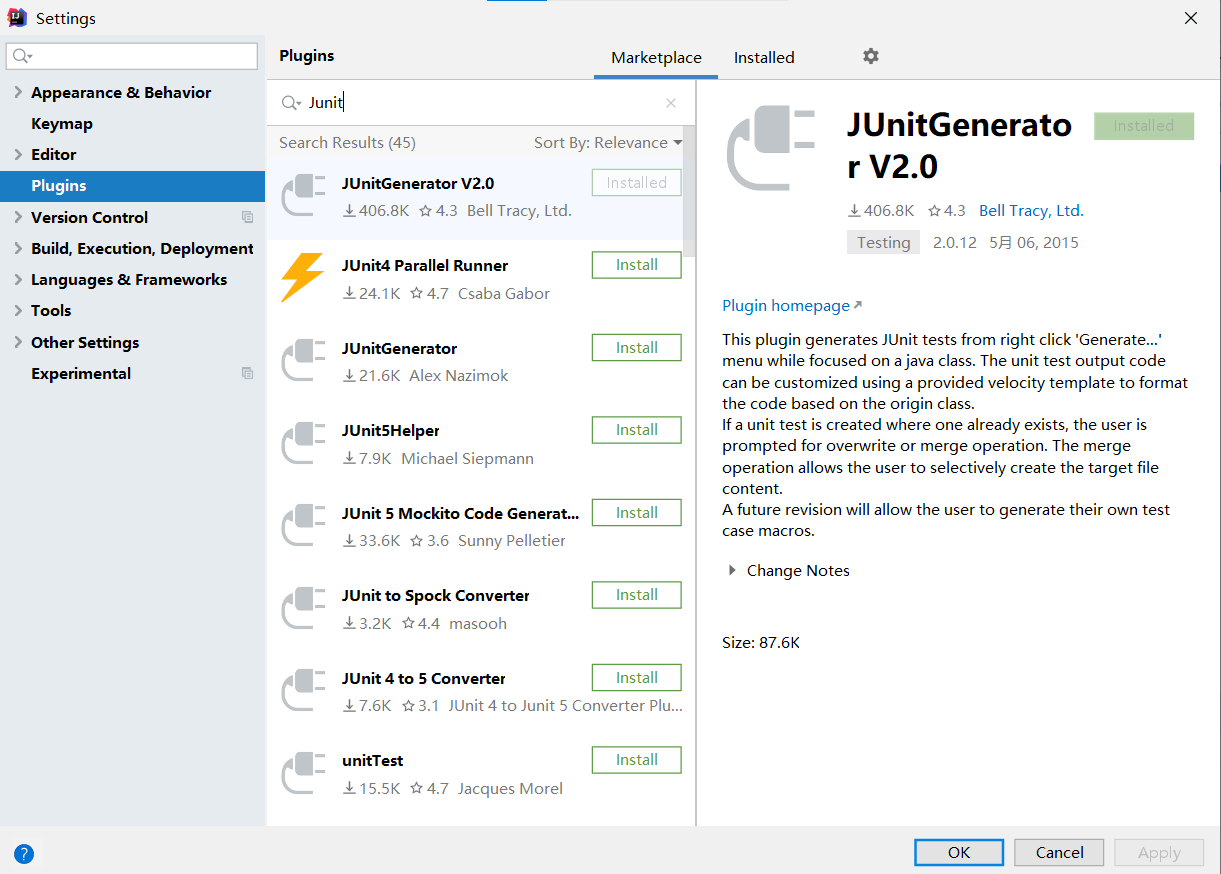 Settings
Plugins
Marketplace
Installed
Appearance & Behavior
Keymap
Editor
Plugins
Version Control
Build, Execution, Deployment
Languages & Frameworks
Tools
Other Settings
Experimental
Junit
Search Results (45)
Sort By: Relevance
JUnitGenerator V2.0
Installed
406.8K 4.3 Bell Tracy, Ltd.
JUnit4 Parallel Runner
Install
24.1K 4.7 Csaba Gabor
JUnitGenerator
Install
21.6K Alex Nazimok
JUnit5Helper
Install
7.9K Michael Siepmann
JUnit 5 Mockito Code Generat...
Install
33.6K 3.6 Sunny Pelletier
JUnit to Spock Converter
Install
3.2K 4.4 masooh
JUnit 4 to 5 Converter
Install
7.6K 3.1 JUnit 4 to Junit 5 Converter Plu...
unitTest
Install
15.5K 4.7 Jacques Morel
JUnitGenerato
r V2.0
Installed
406.8K 4.3 Bell Tracy, Ltd.
Testing 2.0.12 5月 06, 2015
Plugin homepage
This plugin generates JUnit tests from right click 'Generate...'
menu while focused on a java class. The unit test output code
can be customized using a provided velocity template to format
the code based on the origin class.
If a unit test is created where one already exists, the user is
prompted for overwrite or merge operation. The merge
operation allows the user to selectively create the target file
content.
A future revision will allow the user to generate their own test
case macros.
Change Notes
Size: 87.6K
?
OK
Cancel
Apply